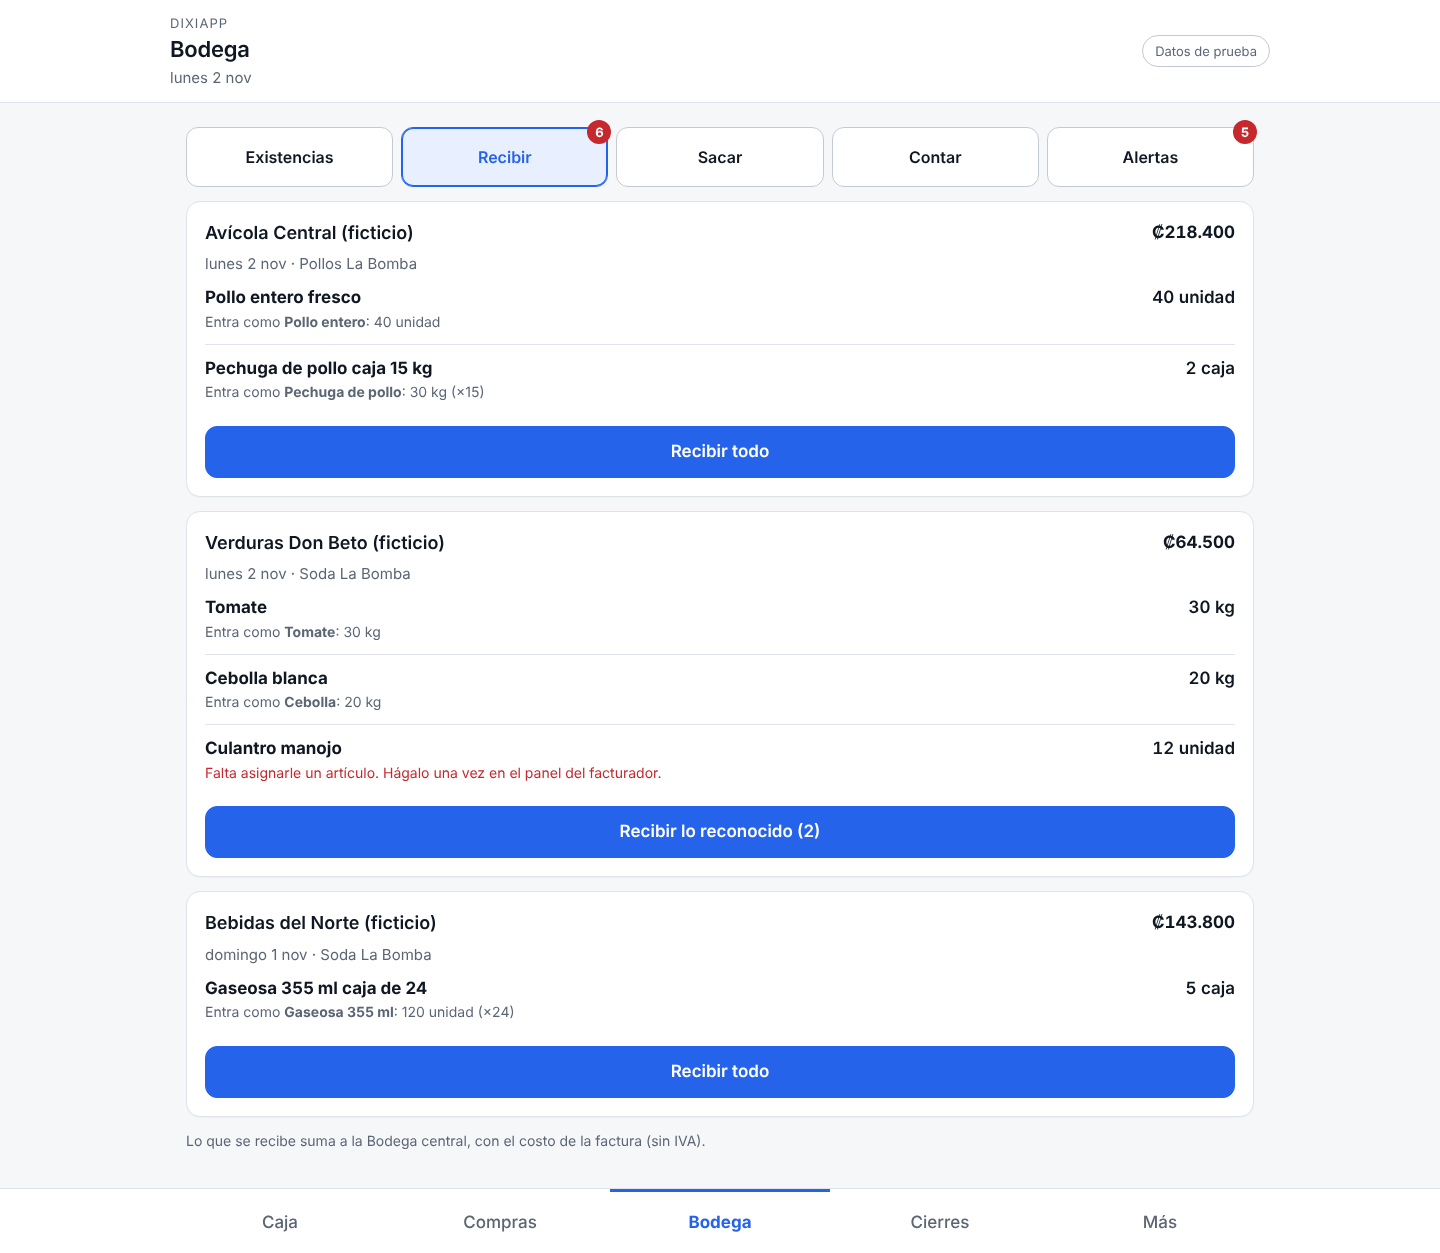 DIXIAPP
Bodega
lunes 2 nov
Datos de prueba
Existencias
Recibir
6
Sacar
Contar
Alertas
5
Avícola Central (ficticio)
₡218.400
lunes 2 nov · Pollos La Bomba
Pollo entero fresco
40 unidad
Entra como Pollo entero: 40 unidad
Pechuga de pollo caja 15 kg
2 caja
Entra como Pechuga de pollo: 30 kg (×15)
Recibir todo
Verduras Don Beto (ficticio)
₡64.500
lunes 2 nov · Soda La Bomba
Tomate
30 kg
Entra como Tomate: 30 kg
Cebolla blanca
20 kg
Entra como Cebolla: 20 kg
Culantro manojo
12 unidad
Falta asignarle un artículo. Hágalo una vez en el panel del facturador.
Recibir lo reconocido (2)
Bebidas del Norte (ficticio)
₡143.800
domingo 1 nov · Soda La Bomba
Gaseosa 355 ml caja de 24
5 caja
Entra como Gaseosa 355 ml: 120 unidad (×24)
Recibir todo
Lo que se recibe suma a la Bodega central, con el costo de la factura (sin IVA).
Caja
Compras
Bodega
Cierres
Más